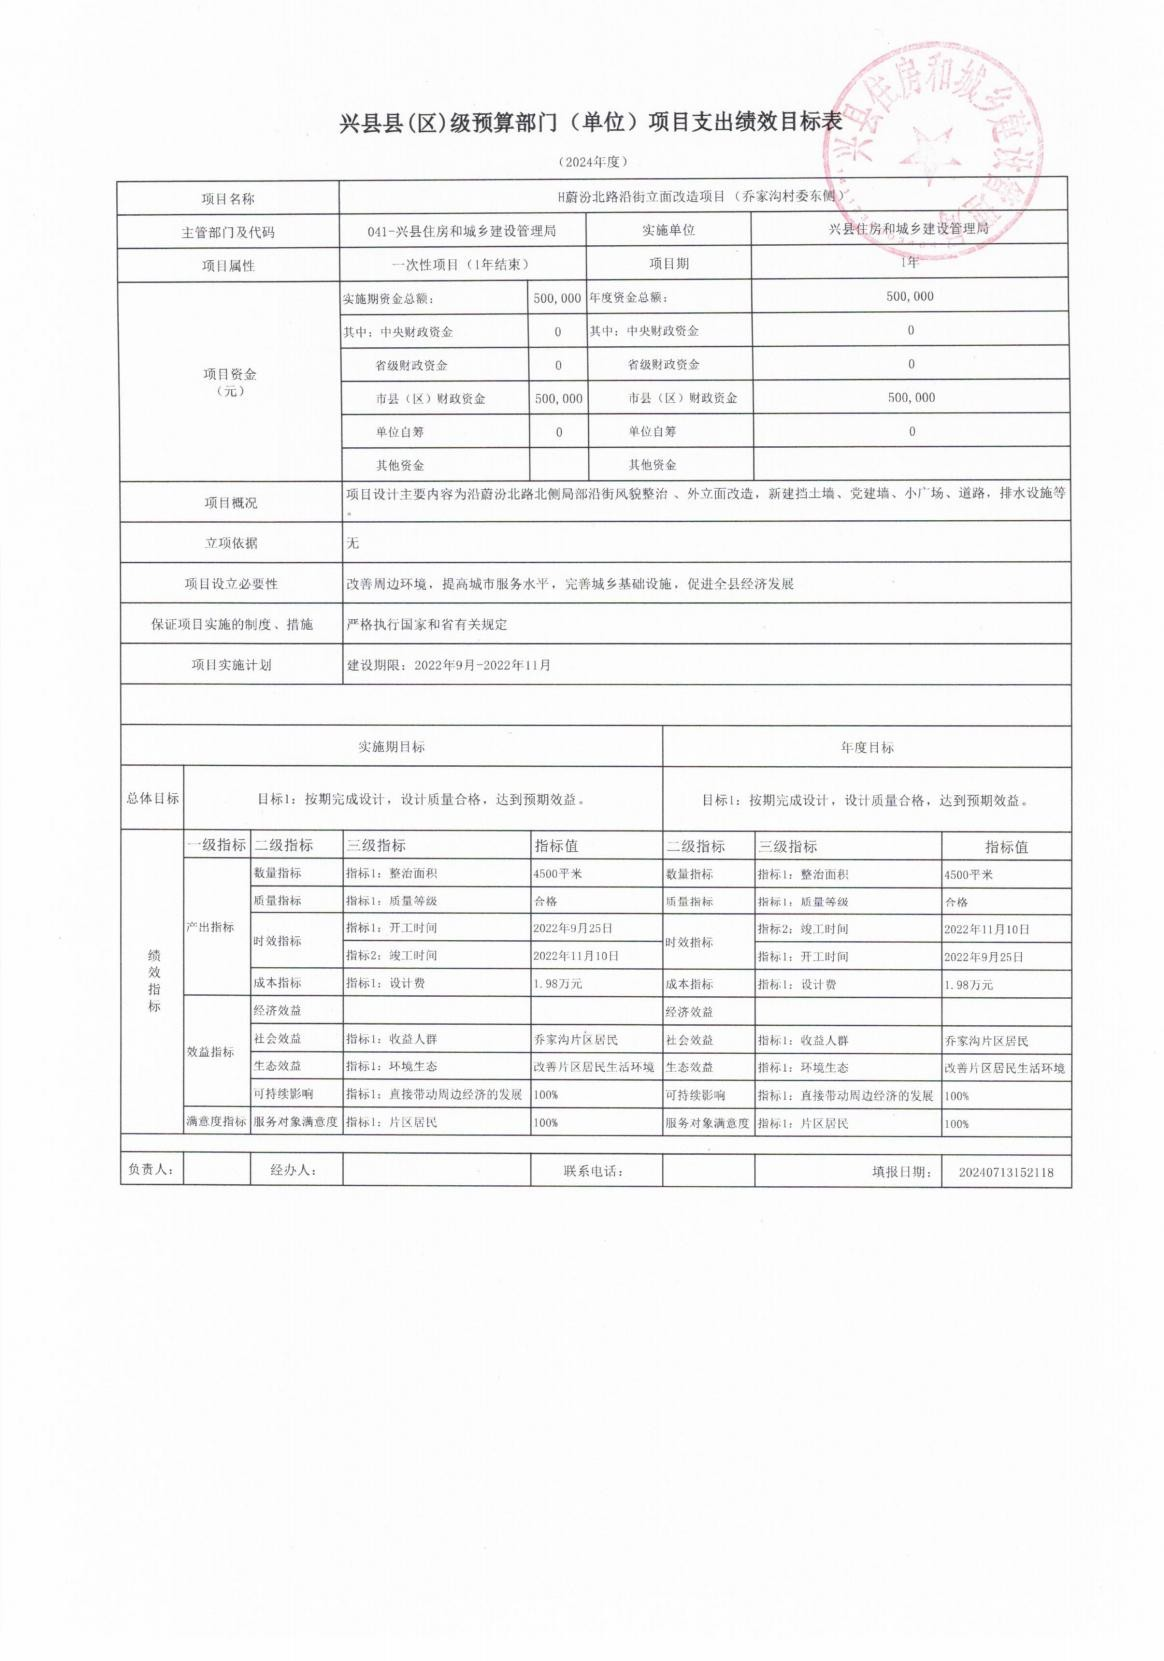 兴县住房和城乡建设管理局
兴县县(区)级预算部门（单位）项目支出绩效目标表
（2024年度）
项目名称 H蔚汾北路沿街立面改造项目（乔家沟村委东侧）
主管部门及代码 041-兴县住房和城乡建设管理局 实施单位 兴县住房和城乡建设管理局
项目属性 一次性项目（1年结束） 项目期 1年
项目资金
（元）
实施期资金总额： 500,000 年度资金总额： 500,000
其中：中央财政资金 0 其中：中央财政资金 0
省级财政资金 0 省级财政资金 0
市县（区）财政资金 500,000 市县（区）财政资金 500,000
单位自筹 0 单位自筹 0
其他资金 其他资金
项目概况 项目设计主要内容为沿蔚汾北路北侧局部沿街风貌整治 、外立面改造，新建挡土墙、党建墙、小广场、道路，排水设施等
。
立项依据 无
项目设立必要性 改善周边环境，提高城市服务水平，完善城乡基础设施，促进全县经济发展
保证项目实施的制度、措施 严格执行国家和省有关规定
项目实施计划 建设期限：2022年9月-2022年11月
实施期目标 年度目标
总体目标 目标1：按期完成设计，设计质量合格，达到预期效益。 目标1：按期完成设计，设计质量合格，达到预期效益。
绩效指标
一级指标 二级指标 三级指标 指标值 二级指标 三级指标 指标值
产出指标
数量指标 指标1：整治面积 4500平米 数量指标 指标1：整治面积 4500平米
质量指标 指标1：质量等级 合格 质量指标 指标1：质量等级 合格
时效指标 指标1：开工时间 2022年9月25日 时效指标 指标2：竣工时间 2022年11月10日
指标2：竣工时间 2022年11月10日 指标1：开工时间 2022年9月25日
成本指标 指标1：设计费 1.98万元 成本指标 指标1：设计费 1.98万元
效益指标
经济效益 经济效益
社会效益 指标1：收益人群 乔家沟片区居民 社会效益 指标1：收益人群 乔家沟片区居民
生态效益 指标1：环境生态 改善片区居民生活环境 生态效益 指标1：环境生态 改善片区居民生活环境
可持续影响 指标1：直接带动周边经济的发展 100% 可持续影响 指标1：直接带动周边经济的发展 100%
满意度指标 服务对象满意度 指标1：片区居民 100% 服务对象满意度 指标1：片区居民 100%
负责人： 经办人： 联系电话： 填报日期： 20240713152118